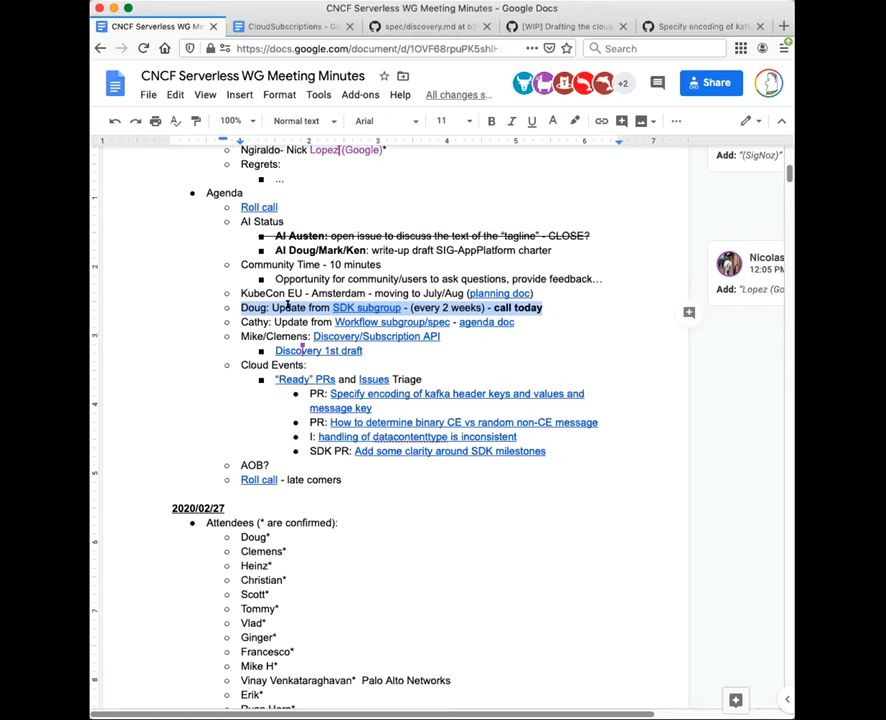 CNCF Serverless WG Meeting Minutes - Google Docs
CNCF Serverless WG Me
CloudSubscriptions - Go
spec/discovery.md at b
[WIP] Drafting the clou
Specify encoding of kaf
https://docs.google.com/document/d/1OVF68rpuPK5shl
Search
CNCF Serverless WG Meeting Minutes
+2
Share
File Edit View Insert Format Tools Add-ons Help All changes s...
100% Normal text Arial 11 B I U A
1 1 2 3 4 5 6 7
Ngiraldo- Nick Lopez(Google)*
Regrets:
...
Add: "(SigNoz)"
Agenda
Roll call
AI Status
AI Austen: open issue to discuss the text of the "tagline" - CLOSE?
AI Doug/Mark/Ken: write-up draft SIG-AppPlatform charter
Community Time - 10 minutes
Opportunity for community/users to ask questions, provide feedback…
KubeCon EU - Amsterdam - moving to July/Aug (planning doc)
Doug: Update from SDK subgroup - (every 2 weeks) - call today
Cathy: Update from Workflow subgroup/spec - agenda doc
Mike/Clemens: Discovery/Subscription API
Discovery 1st draft
Nicolas
12:05 PM
Add: "Lopez (Goo
Cloud Events:
"Ready" PRs and Issues Triage
PR: Specify encoding of kafka header keys and values and
message key
PR: How to determine binary CE vs random non-CE message
I: handling of datacontenttype is inconsistent
SDK PR: Add some clarity around SDK milestones
AOB?
Roll call - late comers
2020/02/27
Attendees (* are confirmed):
Doug*
Clemens*
Heinz*
Christian*
Scott*
Tommy*
Vlad*
Ginger*
Francesco*
Mike H*
Vinay Venkataraghavan* Palo Alto Networks
Erik*